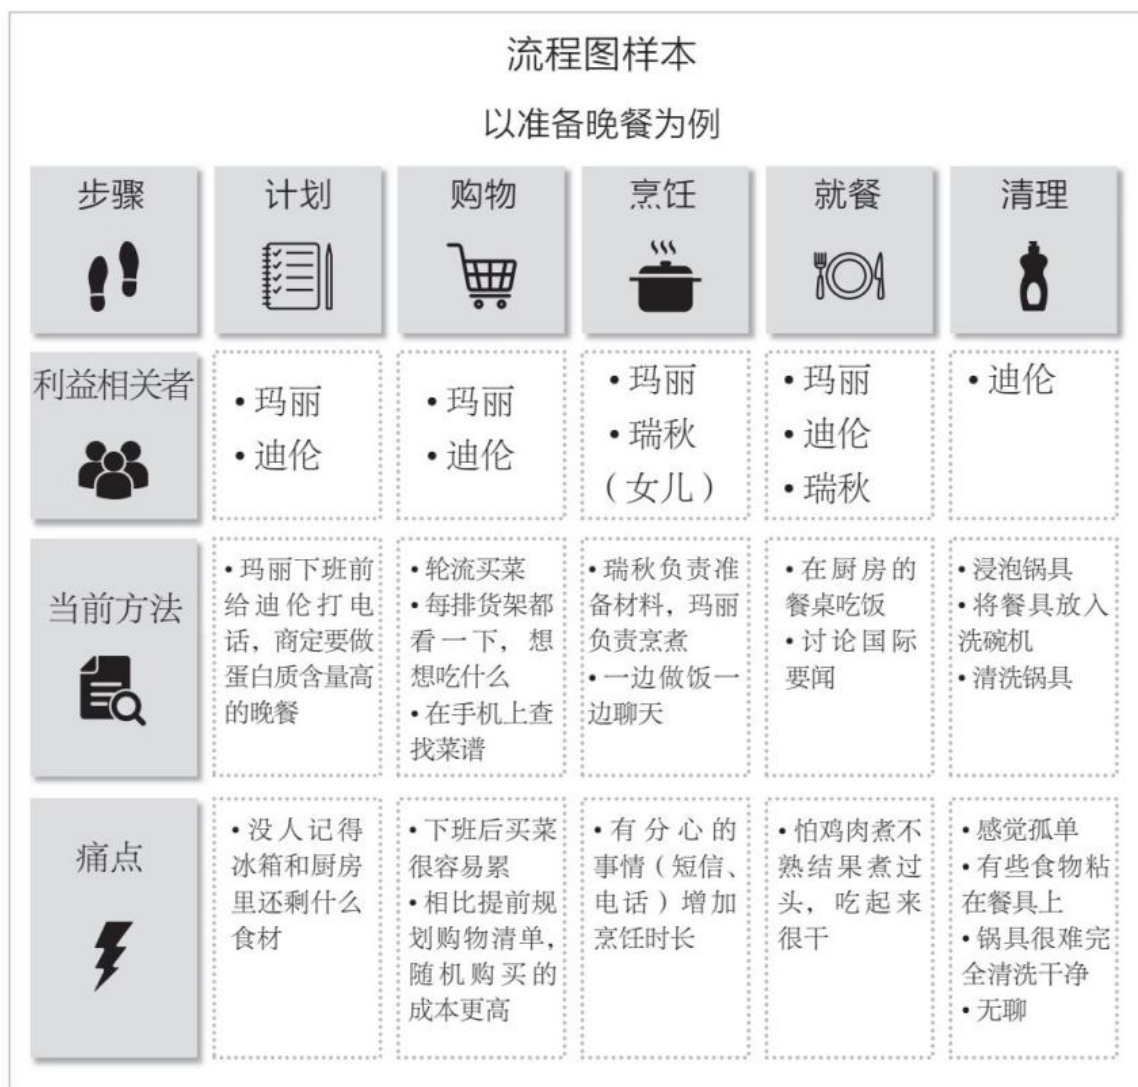 流程图样本
以准备晚餐为例
步骤
计划
购物
烹饪
就餐
清理
利益相关者
• 玛丽
• 迪伦
• 玛丽
• 迪伦
• 玛丽
• 瑞秋
（女儿）
• 玛丽
• 迪伦
• 瑞秋
• 迪伦
当前方法
• 玛丽下班前
给迪伦打电
话，商定要做
蛋白质含量高
的晚餐
• 轮流买菜
• 每排货架都
看一下，想
想吃什么
• 在手机上查
找菜谱
• 瑞秋负责准
备材料，玛丽
负责烹煮
• 一边做饭一
边聊天
• 在厨房的
餐桌吃饭
• 讨论国际
要闻
• 浸泡锅具
• 将餐具放入
洗碗机
• 清洗锅具
痛点
• 没人记得
冰箱和厨房
里还剩什么
食材
• 下班后买菜
很容易累
• 相比提前规
划购物清单，
随机购买的
成本更高
• 有分心的
事情（短信、
电话）增加
烹饪时长
• 怕鸡肉煮不
熟结果煮过
头，吃起来
很干
• 感觉孤单
• 有些食物粘
在餐具上
• 锅具很难完
全清洗干净
• 无聊